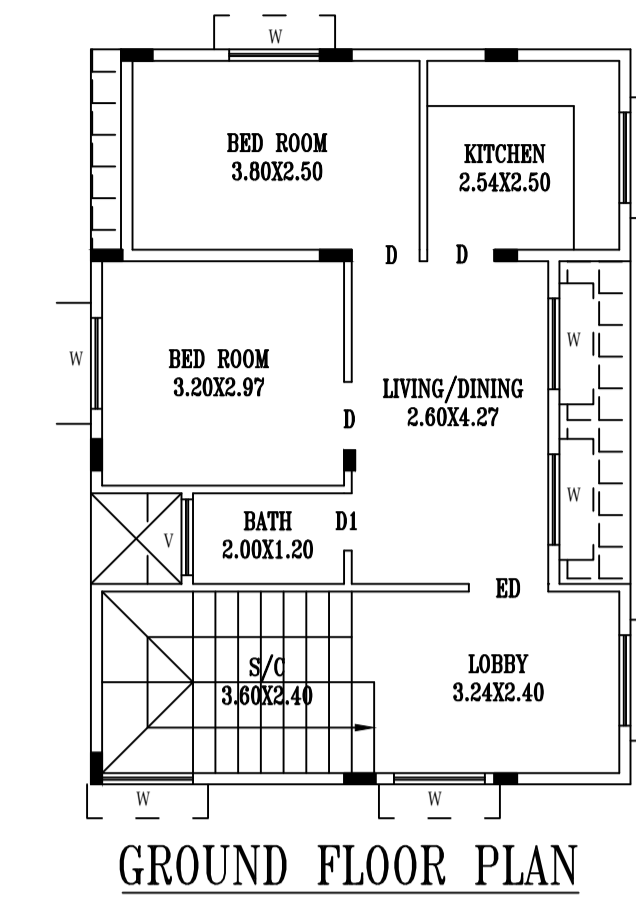 W
BED ROOM
3.80X2.50
KITCHEN
2.54X2.50
D
D
W
BED ROOM
3.20X2.97
W
LIVING/DINING
2.60X4.27
D
W
V
BATH
2.00X1.20
D1
ED
S/C
3.60X2.40
LOBBY
3.24X2.40
W
W
GROUND FLOOR PLAN